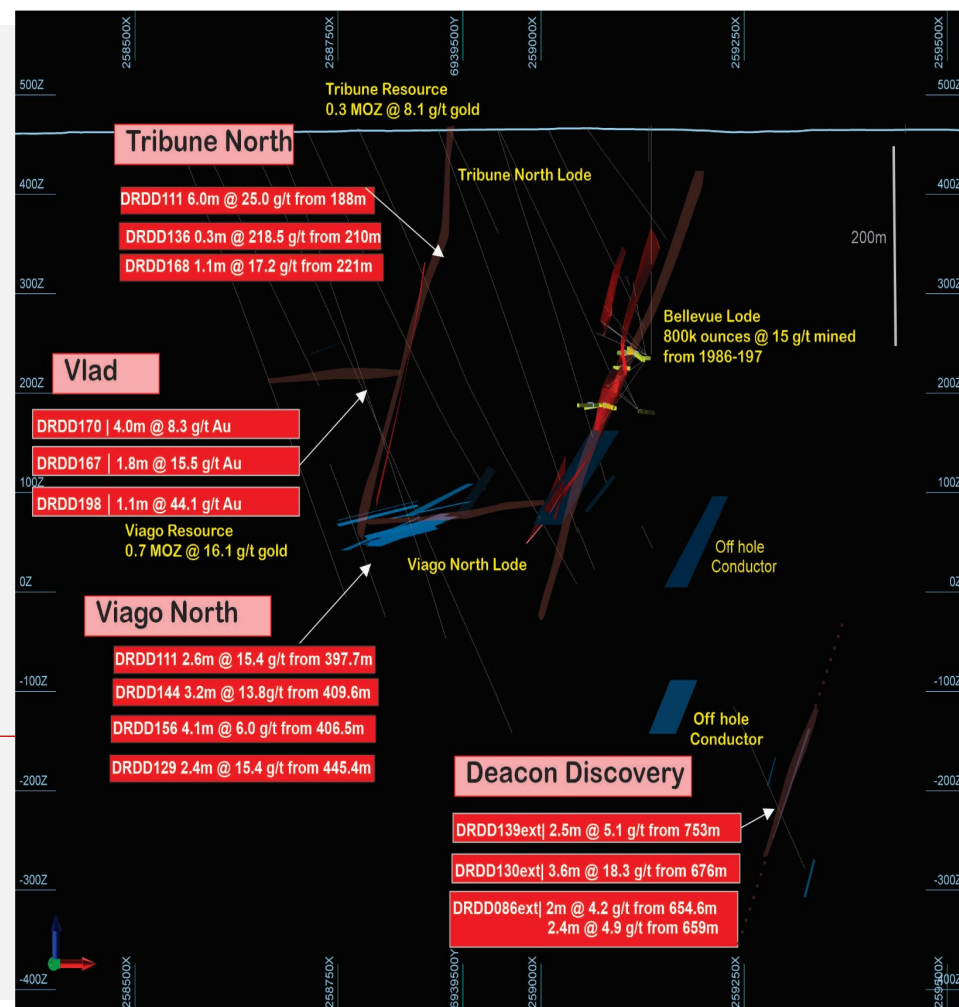 258500X
258750X
6939500Y
259000X
259250X
259500X
500Z
500Z
Tribune Resource
0.3 MOZ @ 8.1 g/t gold
Tribune North
Tribune North Lode
400Z
400Z
DRDD111 6.0m @ 25.0 g/t from 188m
DRDD136 0.3m @ 218.5 g/t from 210m
DRDD168 1.1m @ 17.2 g/t from 221m
200m
300Z
300Z
Bellevue Lode
800k ounces @ 15 g/t mined
from 1986-197
Vlad
200Z
200Z
DRDD170 | 4.0m @ 8.3 g/t Au
DRDD167 | 1.8m @ 15.5 g/t Au
DRDD198 | 1.1m @ 44.1 g/t Au
100Z
100Z
Viago Resource
0.7 MOZ @ 16.1 g/t gold
Viago North Lode
Off hole
Conductor
0Z
0Z
Viago North
DRDD111 2.6m @ 15.4 g/t from 397.7m
DRDD144 3.2m @ 13.8g/t from 409.6m
DRDD156 4.1m @ 6.0 g/t from 406.5m
DRDD129 2.4m @ 15.4 g/t from 445.4m
-100Z
-100Z
Off hole
Conductor
Deacon Discovery
-200Z
-200Z
DRDD139ext| 2.5m @ 5.1 g/t from 753m
DRDD130ext| 3.6m @ 18.3 g/t from 676m
DRDD086ext| 2m @ 4.2 g/t from 654.6m
2.4m @ 4.9 g/t from 659m
-300Z
-300Z
-400Z
-400Z
258500X
258750X
6939500Y
259000X
259250X
259500X